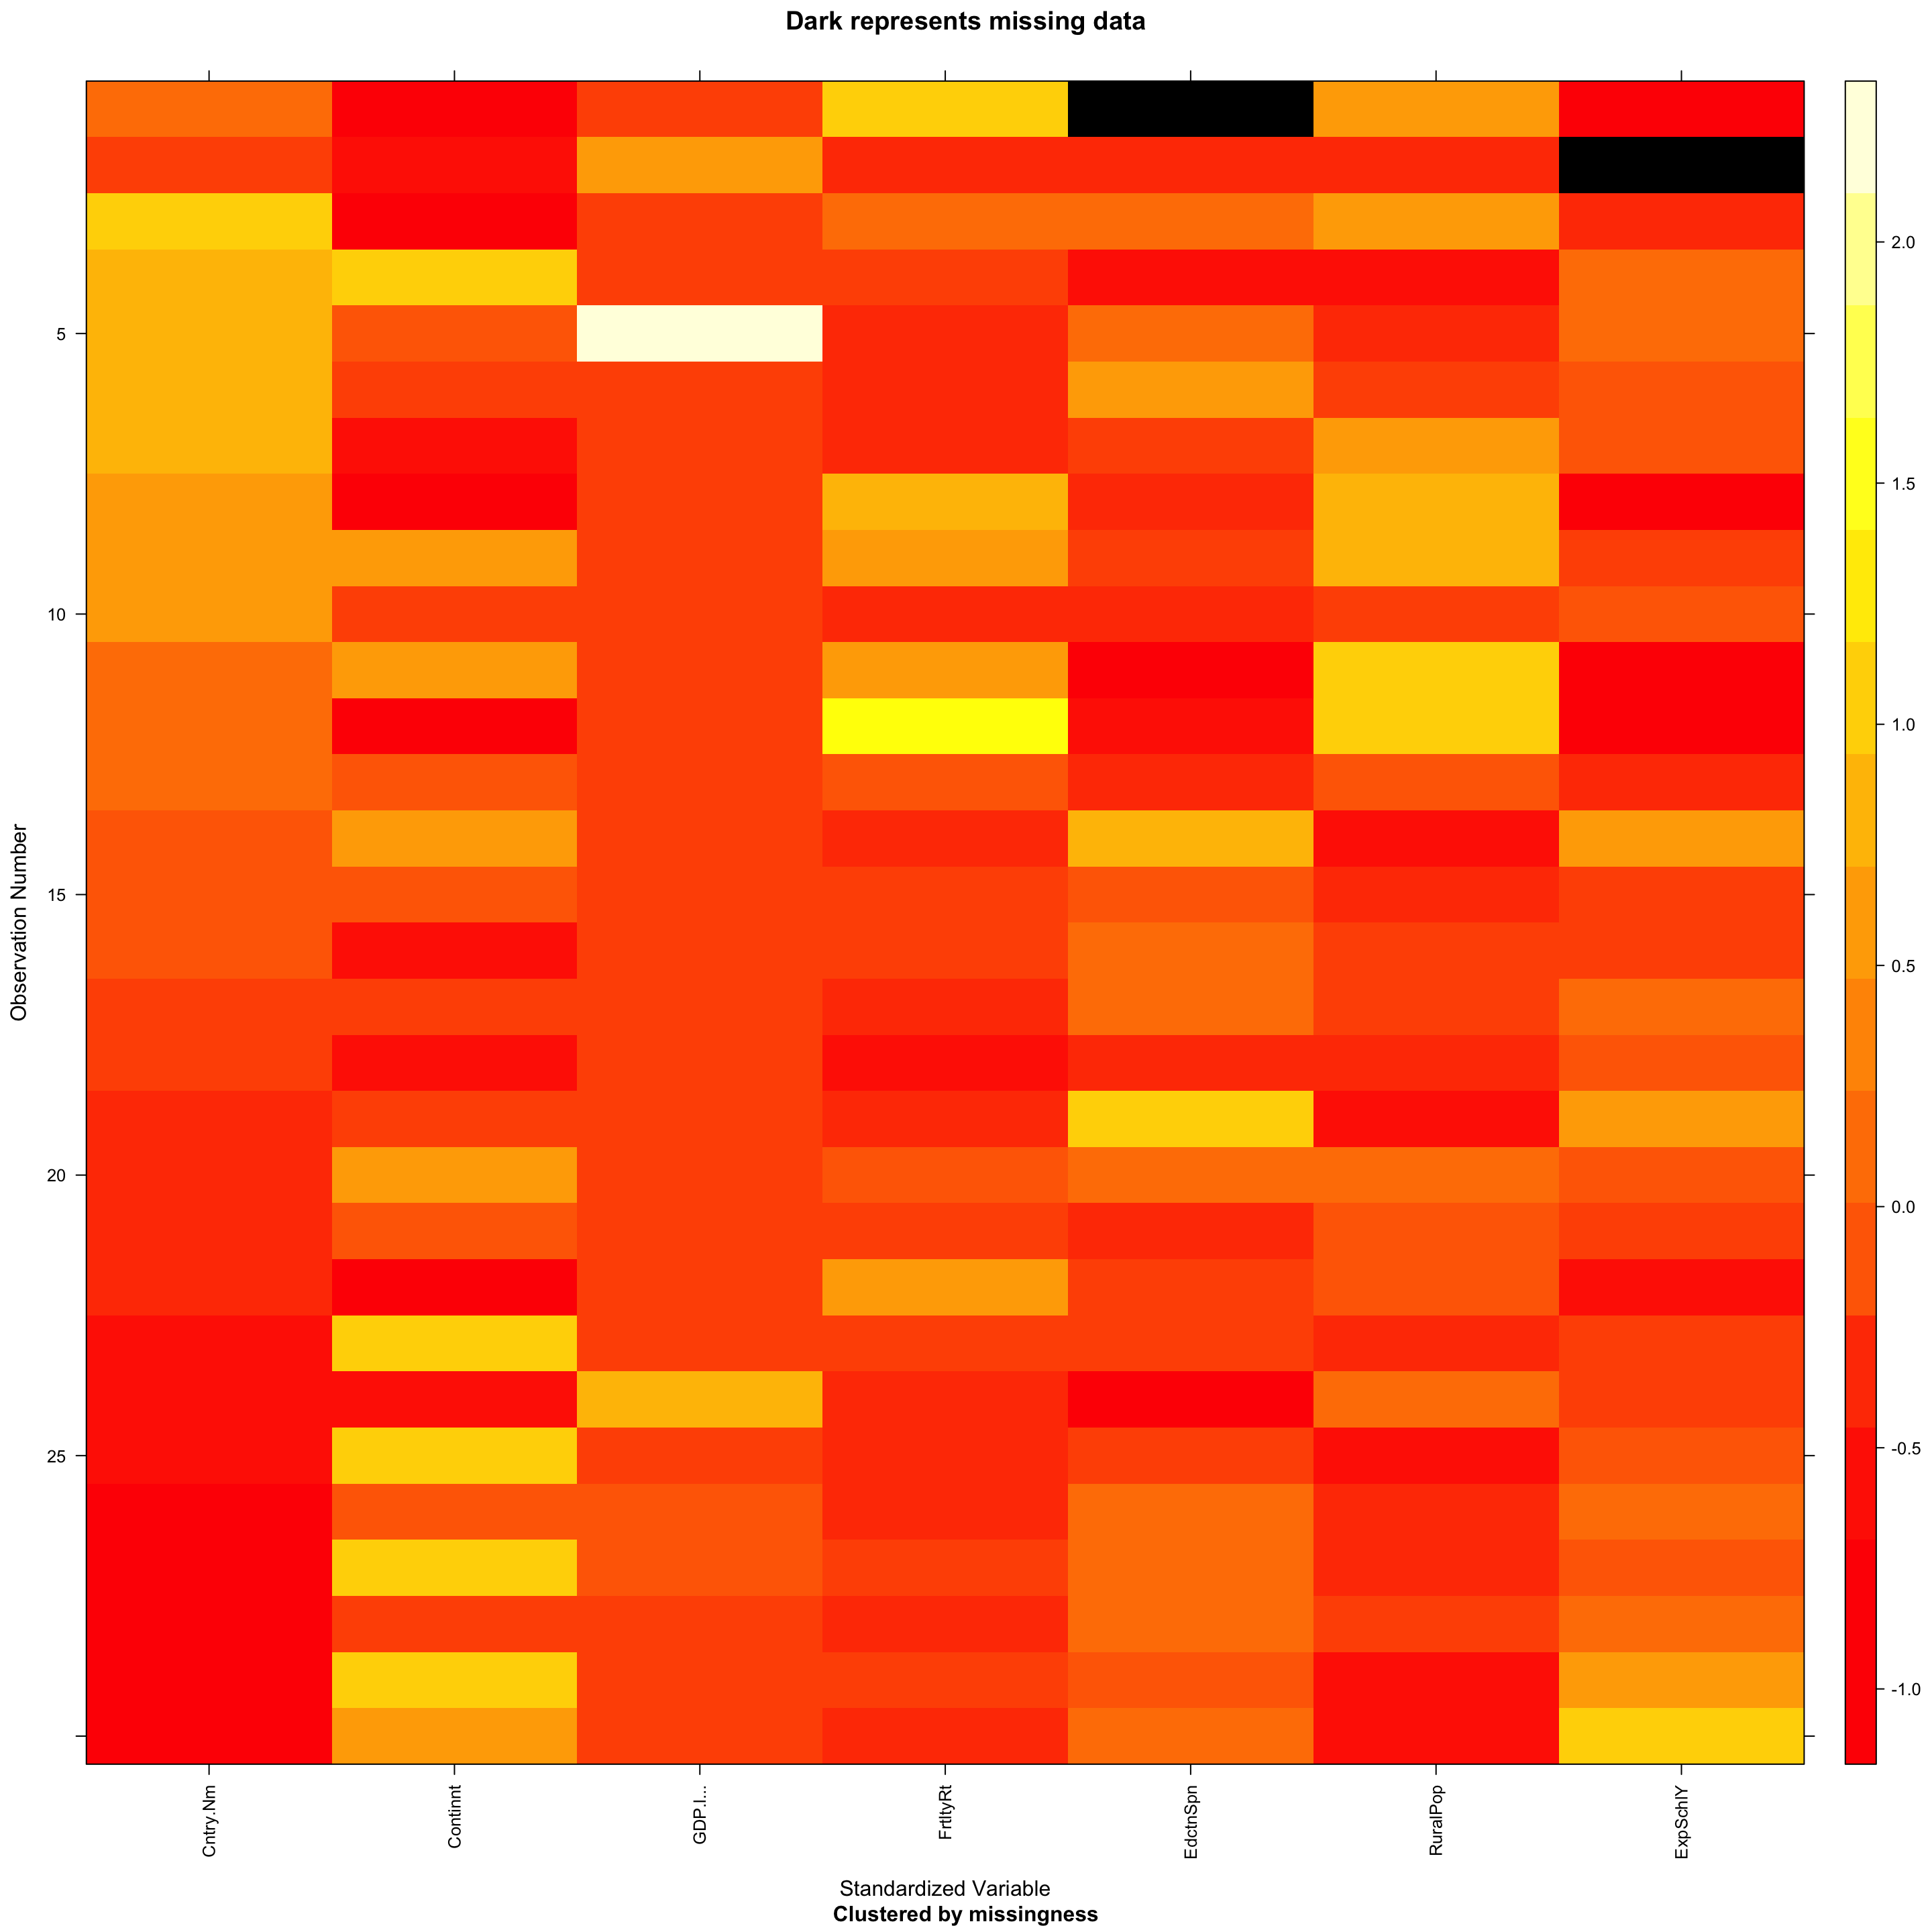 Dark represents missing data
Observation Number
5
10
15
20
25
2.0
1.5
1.0
0.5
0.0
-0.5
-1.0
Cntry.Nm
Continnt
GDP.I...
FrtltyRt
EdctnSpn
RuralPop
ExpSchlY
Standardized Variable
Clustered by missingness